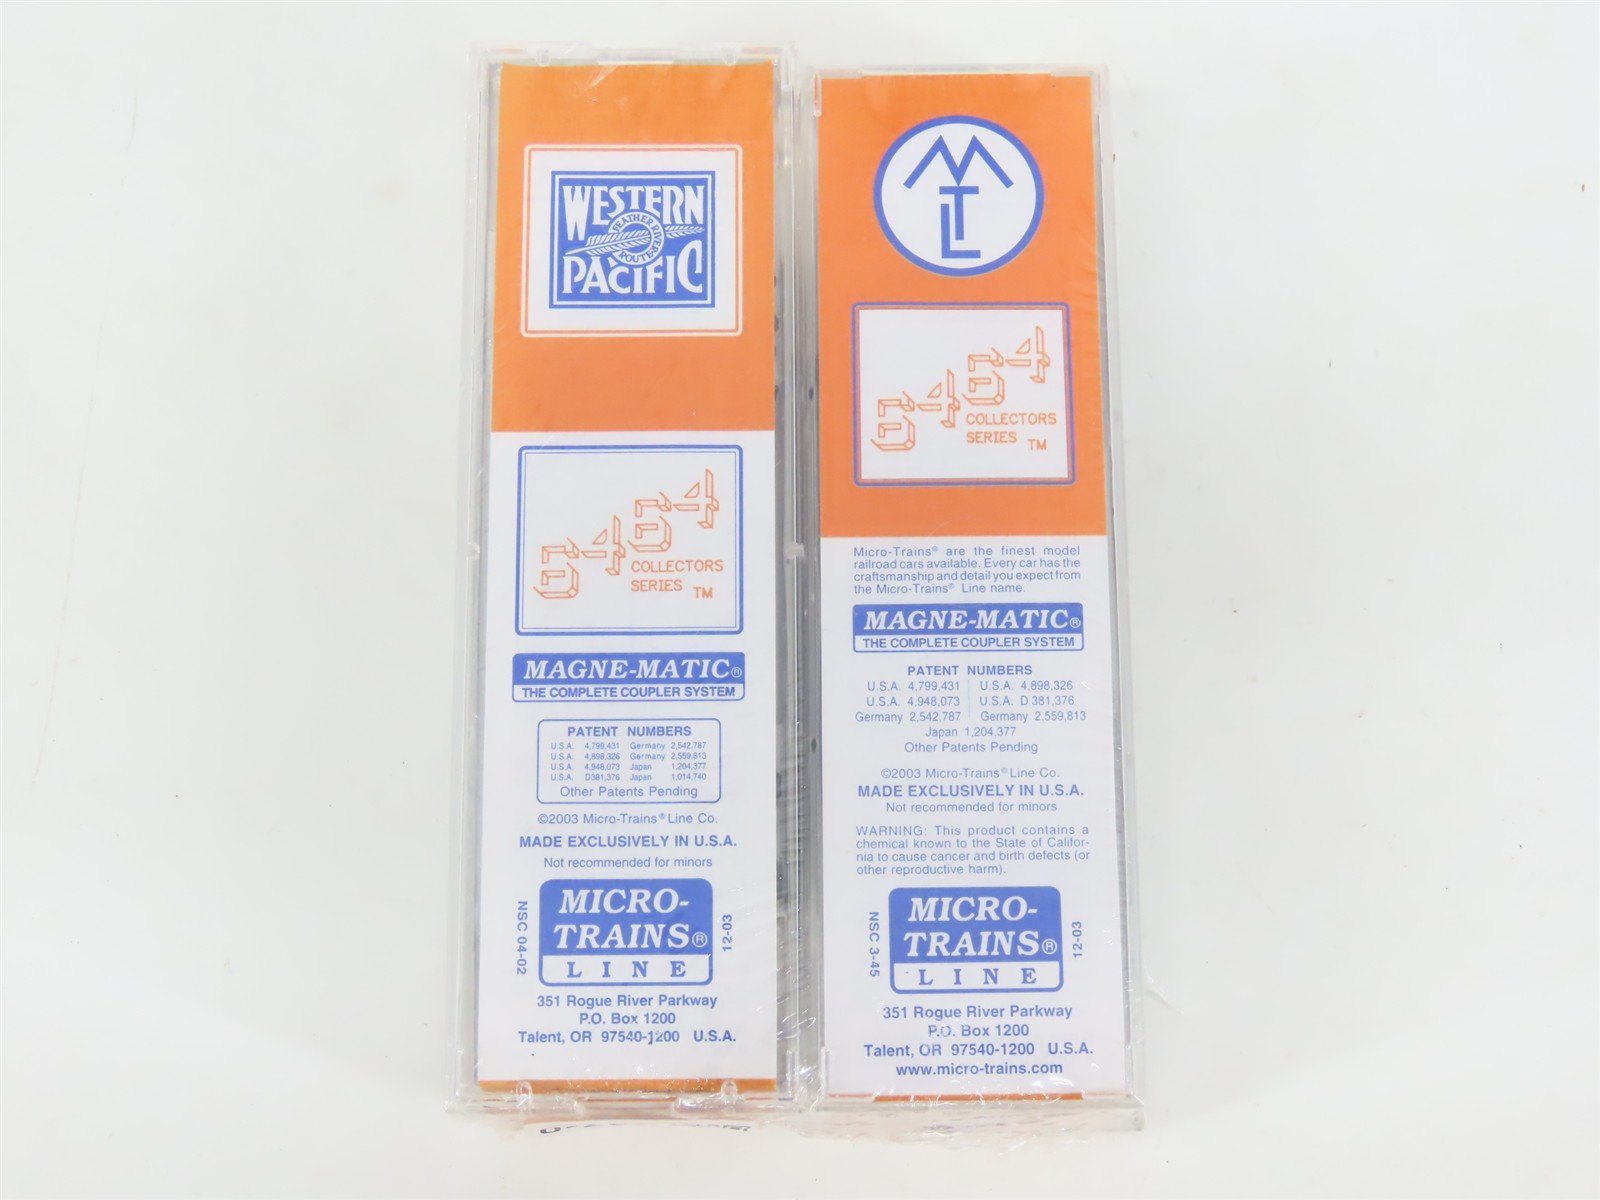 WESTERN
FEATHER RIVER
ROUTE
PACIFIC
6464
COLLECTORS
SERIES TM
MAGNE-MATIC®
THE COMPLETE COUPLER SYSTEM
PATENT NUMBERS
U.S.A. 4,799,431 Germany 2,542,787
U.S.A. 4,898,326 Germany 2,559,813
U.S.A. 4,948,073 Japan 1,204,377
U.S.A. D381,376 Japan 1,014,740
Other Patents Pending
©2003 Micro-Trains® Line Co.
MADE EXCLUSIVELY IN U.S.A.
Not recommended for minors
NSC 04-02
MICRO-
TRAINS®
LINE
12-03
351 Rogue River Parkway
P.O. Box 1200
Talent, OR 97540-1200 U.S.A.
MTL
6464
COLLECTORS
SERIES TM
Micro-Trains® are the finest model
railroad cars available. Every car has the
craftsmanship and detail you expect from
the Micro-Trains® Line name.
MAGNE-MATIC®
THE COMPLETE COUPLER SYSTEM
PATENT NUMBERS
U.S.A. 4,799,431 U.S.A. 4,898,326
U.S.A. 4,948,073 U.S.A. D 381,376
Germany 2,542,787 Germany 2,559,813
Japan 1,204,377
Other Patents Pending
©2003 Micro-Trains® Line Co.
MADE EXCLUSIVELY IN U.S.A.
Not recommended for minors
WARNING: This product contains a
chemical known to the State of Califor-
nia to cause cancer and birth defects (or
other reproductive harm).
NSC 3-45
MICRO-
TRAINS®
LINE
12-03
351 Rogue River Parkway
P.O. Box 1200
Talent, OR 97540-1200 U.S.A.
www.micro-trains.com